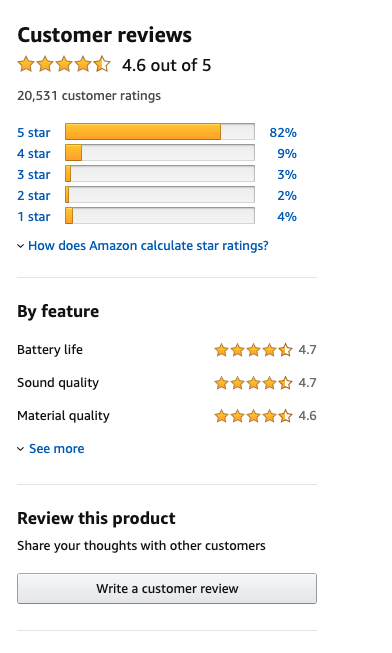 Customer reviews
4.6 out of 5
20,531 customer ratings
5 star 82%
4 star 9%
3 star 3%
2 star 2%
1 star 4%
How does Amazon calculate star ratings?
By feature
Battery life 4.7
Sound quality 4.7
Material quality 4.6
See more
Review this product
Share your thoughts with other customers
Write a customer review